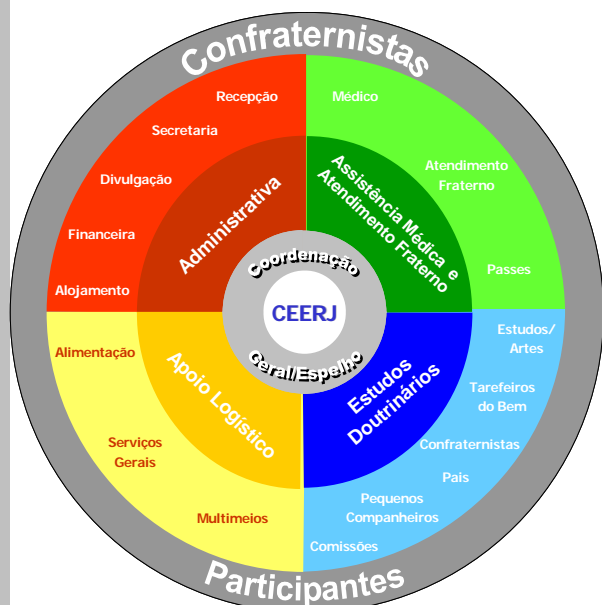 Confraternistas
Recepção
Secretaria
Divulgação
Financeira
Alojamento
Administrativa
Médico
Atendimento
Fraterno
Passes
Assistência Médica e
Atendimento Fraterno
Coordenação
CEERJ
Geral/Espelho
Alimentação
Serviços
Gerais
Multimeios
Apoio Logístico
Estudos
Doutrinários
Estudos/
Artes
Tarefeiros
do Bem
Confraternistas
Pais
Pequenos
Companheiros
Comissões
Participantes